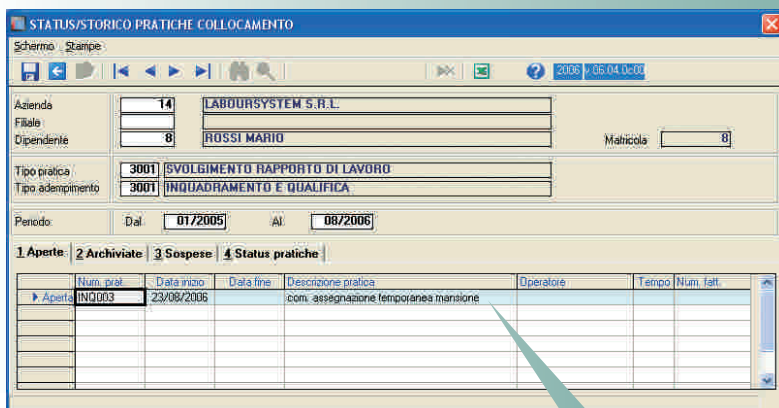 STATUS/STORICO PRATICHE COLLOCAMENTO
Schermo Stampe
2006 v.06.04.0c00
Azienda 14 LABOURSYSTEM S.R.L.
Filiale
Dipendente 8 ROSSI MARIO Matricola 8
Tipo pratica 3001 SVOLGIMENTO RAPPORTO DI LAVORO
Tipo adempimento 3001 INQUADRAMENTO E QUALIFICA
Periodo Dal 01/2005 Al 08/2006
1 Aperte 2 Archiviate 3 Sospese 4 Status pratiche
Num. prat. Data inizio Data fine Descrizione pratica Operatore Tempo Num. fatt.
Aperta INQ003 23/08/2006 com. assegnazione temporanea mansione